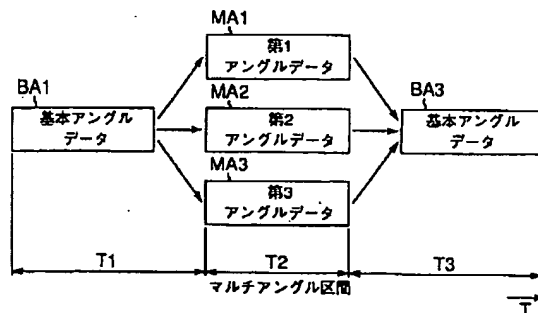 MA1
第1
アングルデータ
BA1
基本アングル
データ
MA2
第2
アングルデータ
BA3
基本アングル
データ
MA3
第3
アングルデータ
T1
T2
T3
マルチアングル区間
T